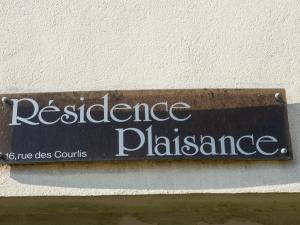 Résidence
Plaisance
16, rue des Courlis